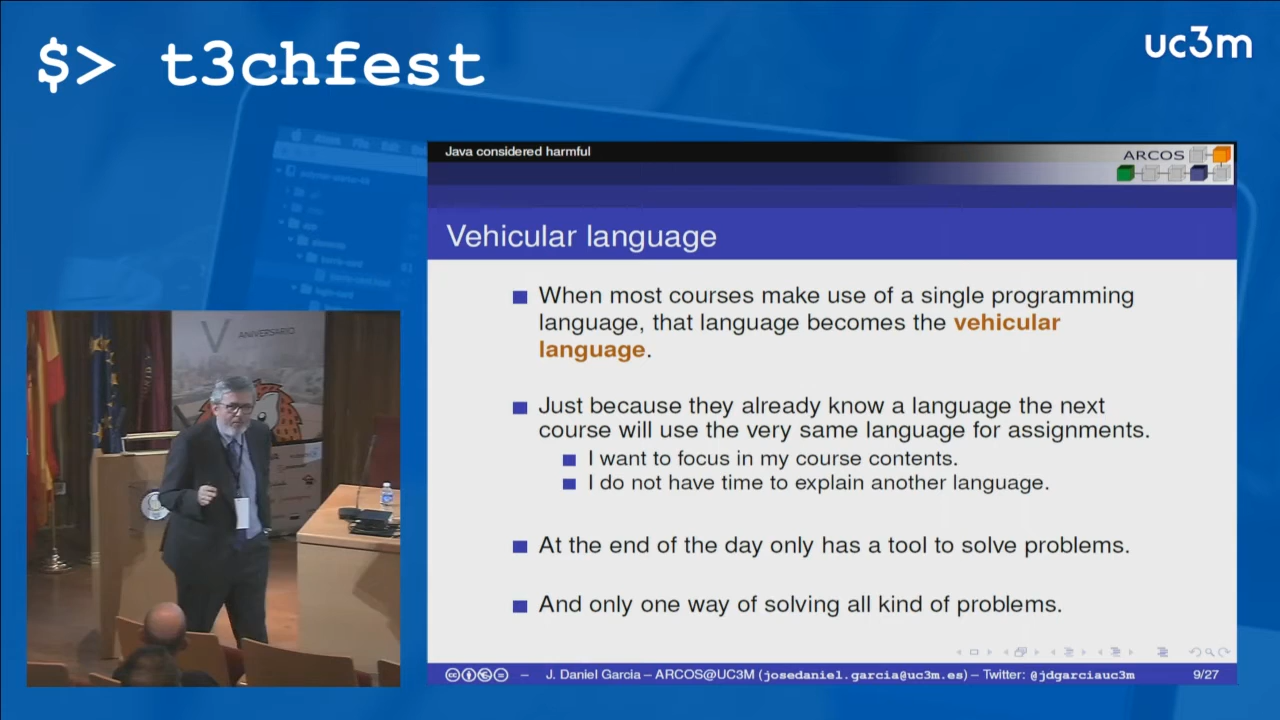 $> t3chfest
uc3m
Java considered harmful
ARCOS
Vehicular language
When most courses make use of a single programming
language, that language becomes the vehicular
language.
Just because they already know a language the next
course will use the very same language for assignments.
I want to focus in my course contents.
I do not have time to explain another language.
At the end of the day only has a tool to solve problems.
And only one way of solving all kind of problems.
J. Daniel Garcia – ARCOS@UC3M (josedaniel.garcia@uc3m.es) – Twitter: @jdgarciauc3m
9/27
V ANIVERSARIO